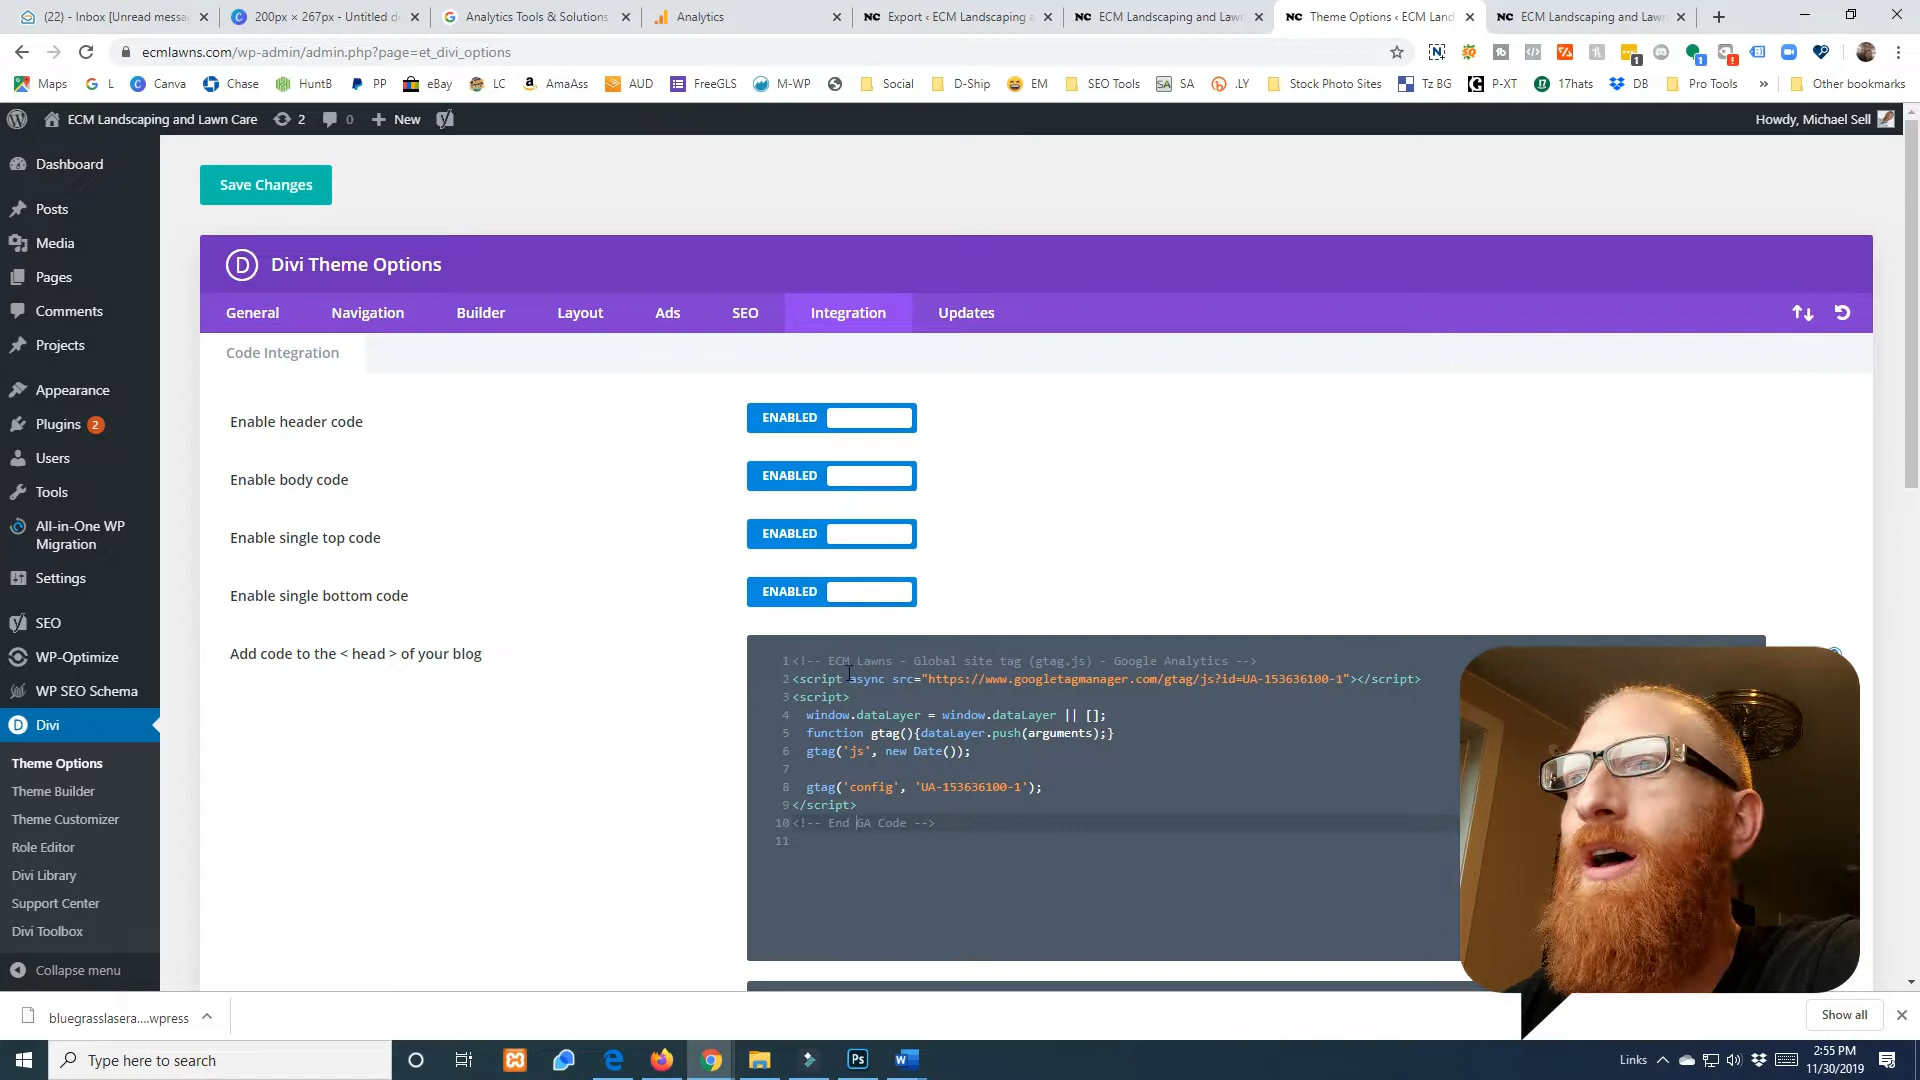 (22) - Inbox [Unread messa
200px × 267px - Untitled d
Analytics Tools & Solutions
Analytics
NC Export ‹ ECM Landscaping a
NC ECM Landscaping and Lawn
NC Theme Options ‹ ECM Land
NC ECM Landscaping and Lawn
ecmlawns.com/wp-admin/admin.php?page=et_divi_options
Maps
L
Canva
Chase
HuntB
PP
eBay
LC
AmaAss
AUD
FreeGLS
M-WP
Social
D-Ship
EM
SEO Tools
SA SA
.LY
Stock Photo Sites
Tz BG
P-XT
17hats
DB
Pro Tools
»
Other bookmarks
ECM Landscaping and Lawn Care
2
0
New
Howdy, Michael Sell
Dashboard
Posts
Media
Pages
Comments
Projects
Appearance
Plugins 2
Users
Tools
All-in-One WP
Migration
Settings
SEO
WP-Optimize
WP SEO Schema
Divi
Theme Options
Theme Builder
Theme Customizer
Role Editor
Divi Library
Support Center
Divi Toolbox
Collapse menu
Save Changes
D Divi Theme Options
General
Navigation
Builder
Layout
Ads
SEO
Integration
Updates
Code Integration
Enable header code
ENABLED
Enable body code
ENABLED
Enable single top code
ENABLED
Enable single bottom code
ENABLED
Add code to the < head > of your blog
1 <!-- ECM Lawns - Global site tag (gtag.js) - Google Analytics -->
2 <script async src="https://www.googletagmanager.com/gtag/js?id=UA-153636100-1"></script>
3 <script>
4 window.dataLayer = window.dataLayer || [];
5 function gtag(){dataLayer.push(arguments);}
6 gtag('js', new Date());
7
8 gtag('config', 'UA-153636100-1');
9 </script>
10 <!-- End GA Code -->
11
bluegrasslasera....wpress
Show all
Type here to search
Links
2:55 PM
11/30/2019